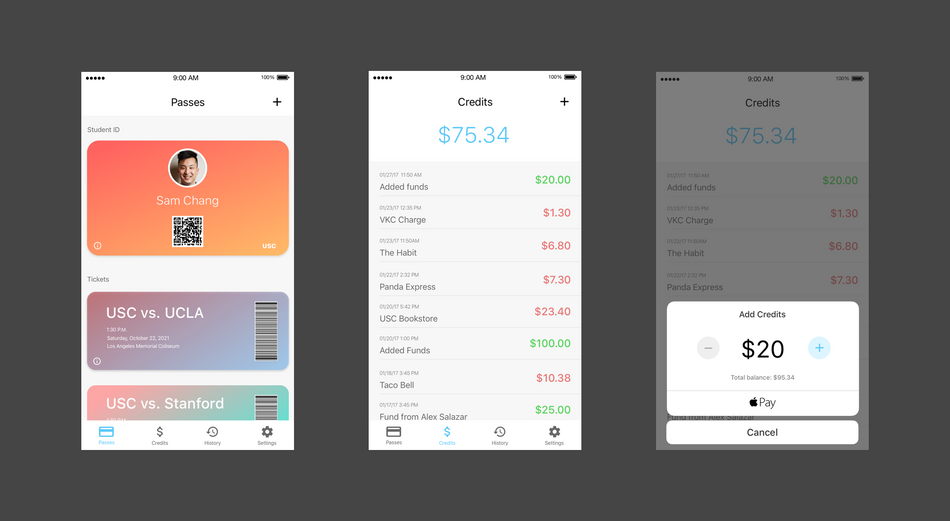 9:00 AM
100%
Passes
+
Student ID
Sam Chang
USC
Tickets
USC vs. UCLA
1:30 P.M.
Saturday, October 22, 2021
Los Angeles Memorial Coliseum
USC vs. Stanford
Passes
$
Credits
History
Settings
9:00 AM
100%
Credits
+
$75.34
01/27/17 11:50 AM
Added funds
$20.00
01/23/17 12:35 PM
VKC Charge
$1.30
01/23/17 11:50AM
The Habit
$6.80
01/22/17 2:32 PM
Panda Express
$7.30
01/20/17 5:42 PM
USC Bookstore
$23.40
01/20/17 1:00 PM
Added Funds
$100.00
01/18/17 3:45 PM
Taco Bell
$10.38
01/17/17 3:45 PM
Fund from Alex Salazar
$25.00
Passes
$
Credits
History
Settings
9:00 AM
100%
Credits
$75.34
01/27/17 11:50 AM
Added funds
$20.00
01/23/17 12:35 PM
VKC Charge
$1.30
01/23/17 11:50AM
The Habit
$6.80
01/22/17 2:32 PM
Panda Express
$7.30
Add Credits
−
$20
+
Total balance: $95.34
Pay
Fund from Alex Salazar
Cancel